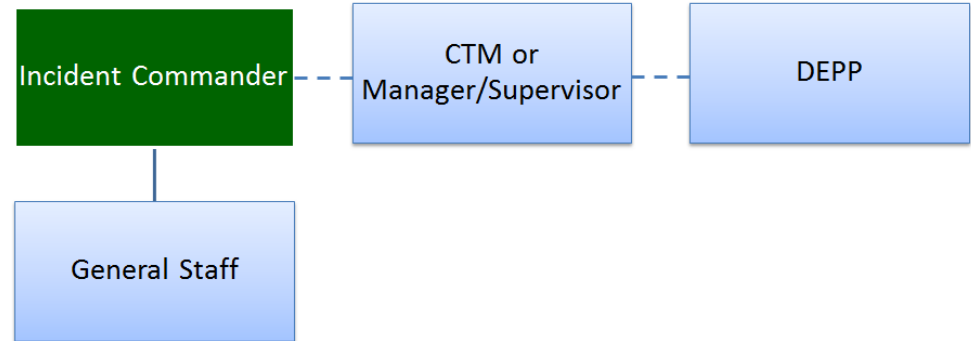 Incident Commander
CTM or
Manager/Supervisor
DEPP
General Staff